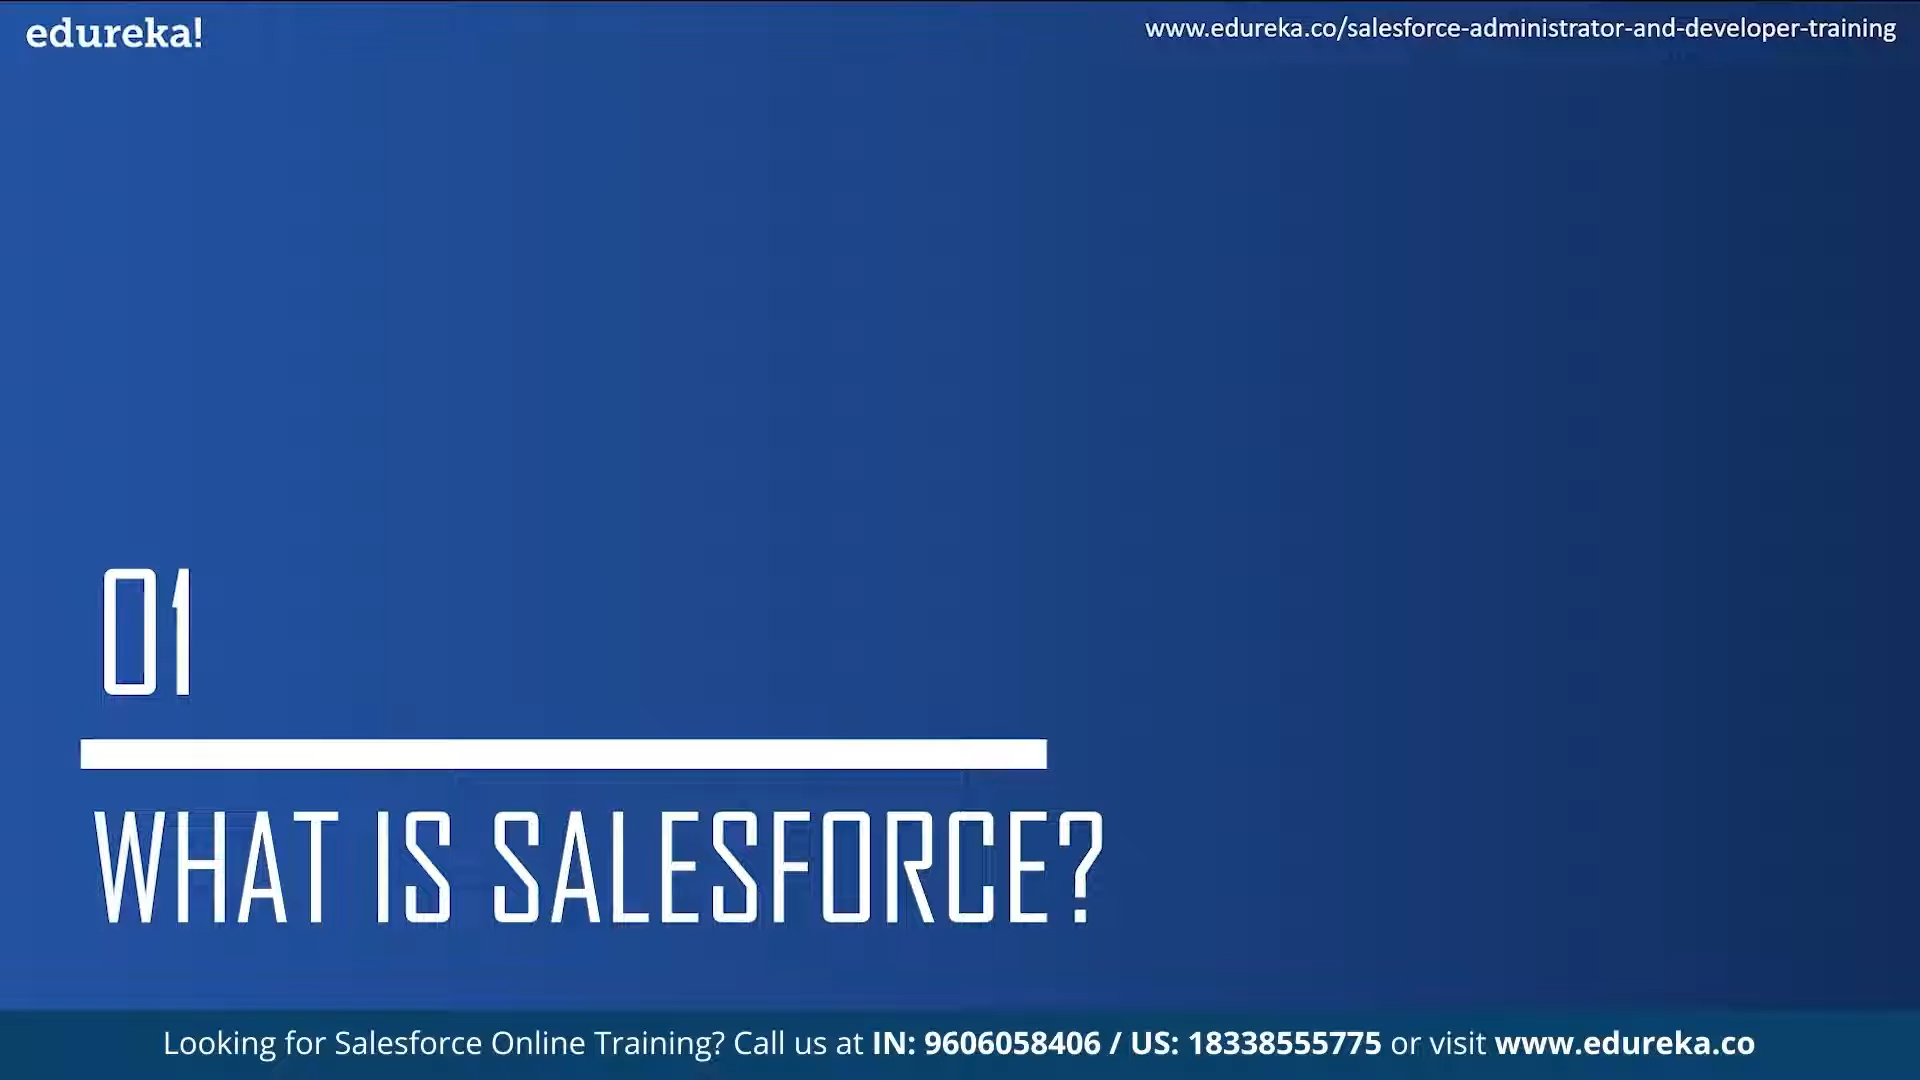 edureka!
www.edureka.co/salesforce-administrator-and-developer-training
01
WHAT IS SALESFORCE?
Looking for Salesforce Online Training? Call us at IN: 9606058406 / US: 18338555775 or visit www.edureka.co